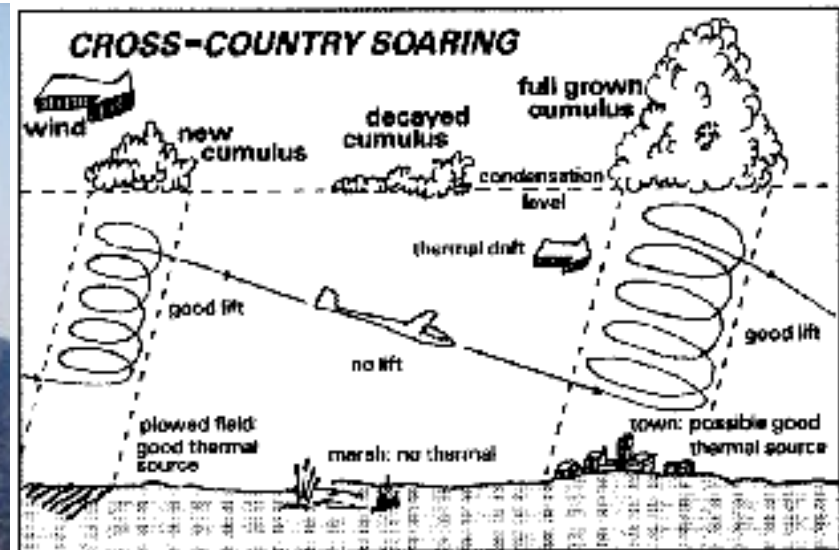 CROSS-COUNTRY SOARING
wind
new
cumulus
decayed
cumulus
full grown
cumulus
condensation
level
thermal drift
good lift
no lift
good lift
plowed field:
good thermal
source
marsh: no thermal
town: possible good
thermal source